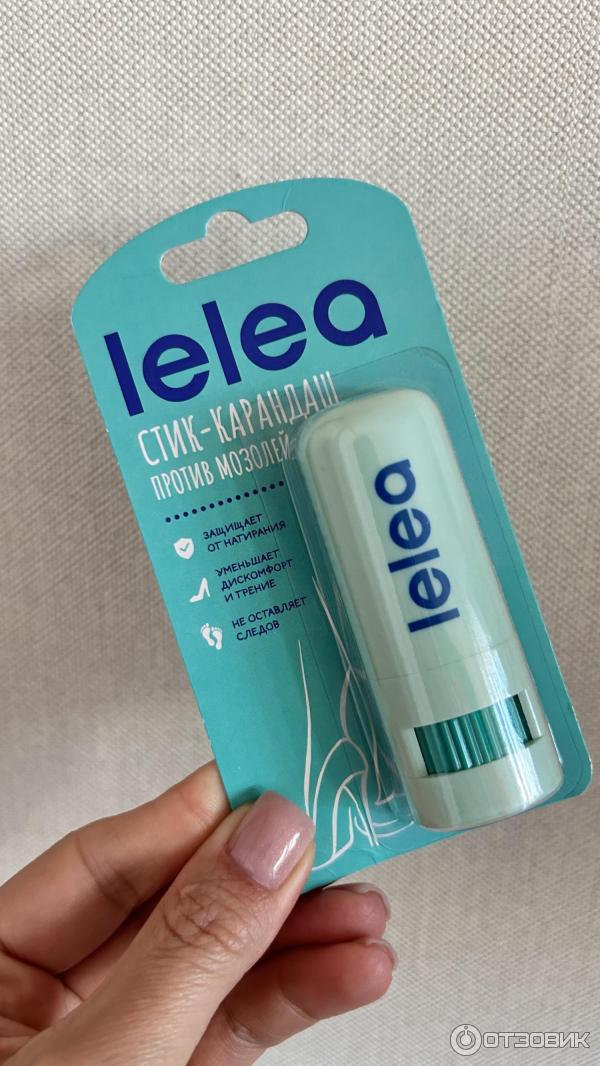 lelea
СТИК-КАРАНДАШ
ПРОТИВ МОЗОЛЕЙ
ЗАЩИЩАЕТ
ОТ НАТИРАНИЯ
УМЕНЬШАЕТ
ДИСКОМФОРТ
И ТРЕНИЕ
НЕ ОСТАВЛЯЕТ
СЛЕДОВ
lelea
ОТЗОВИК